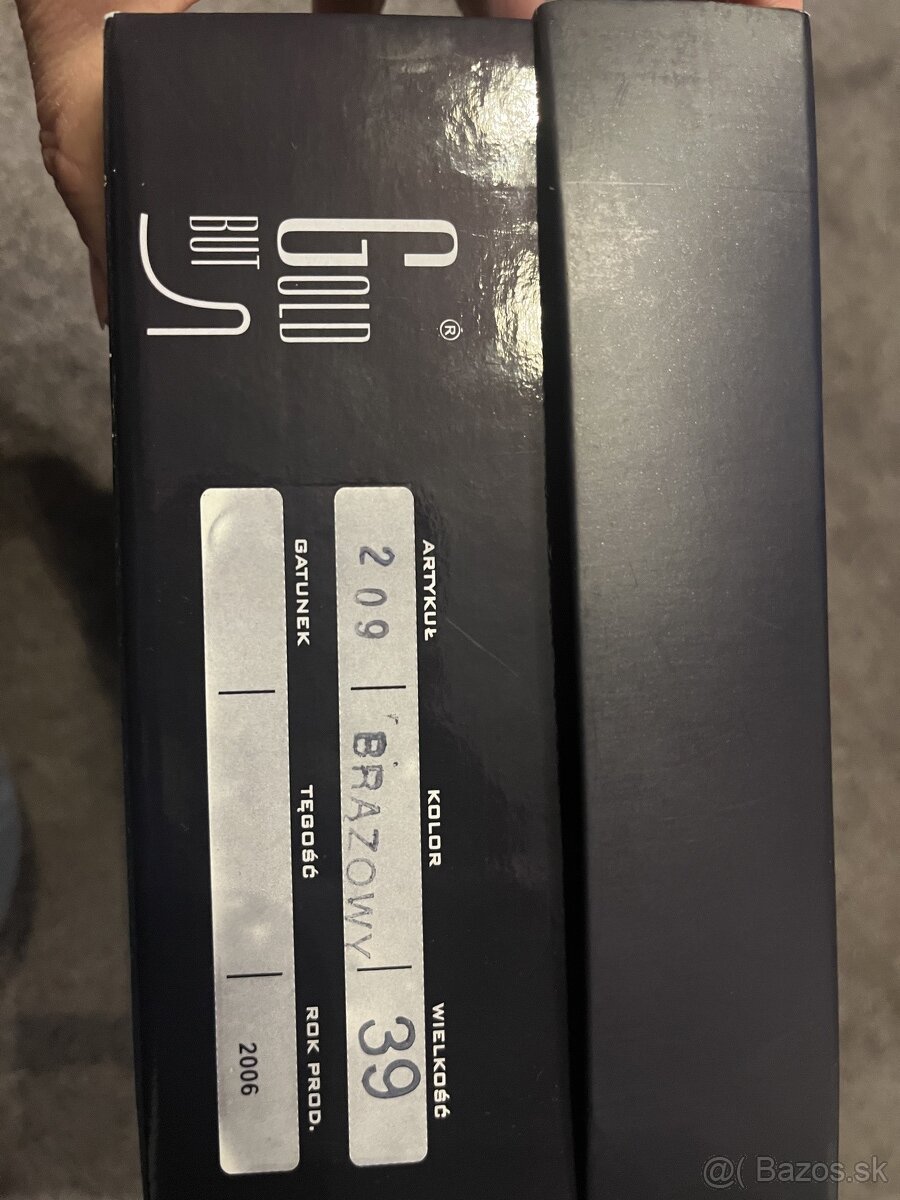 GOLD®
BUT
ARTYKUŁ KOLOR WIELKOŚĆ
209 | BRĄZOWY | 39
GATUNEK TĘGOŚĆ ROK PROD.
| | 2006
@( Bazos.sk